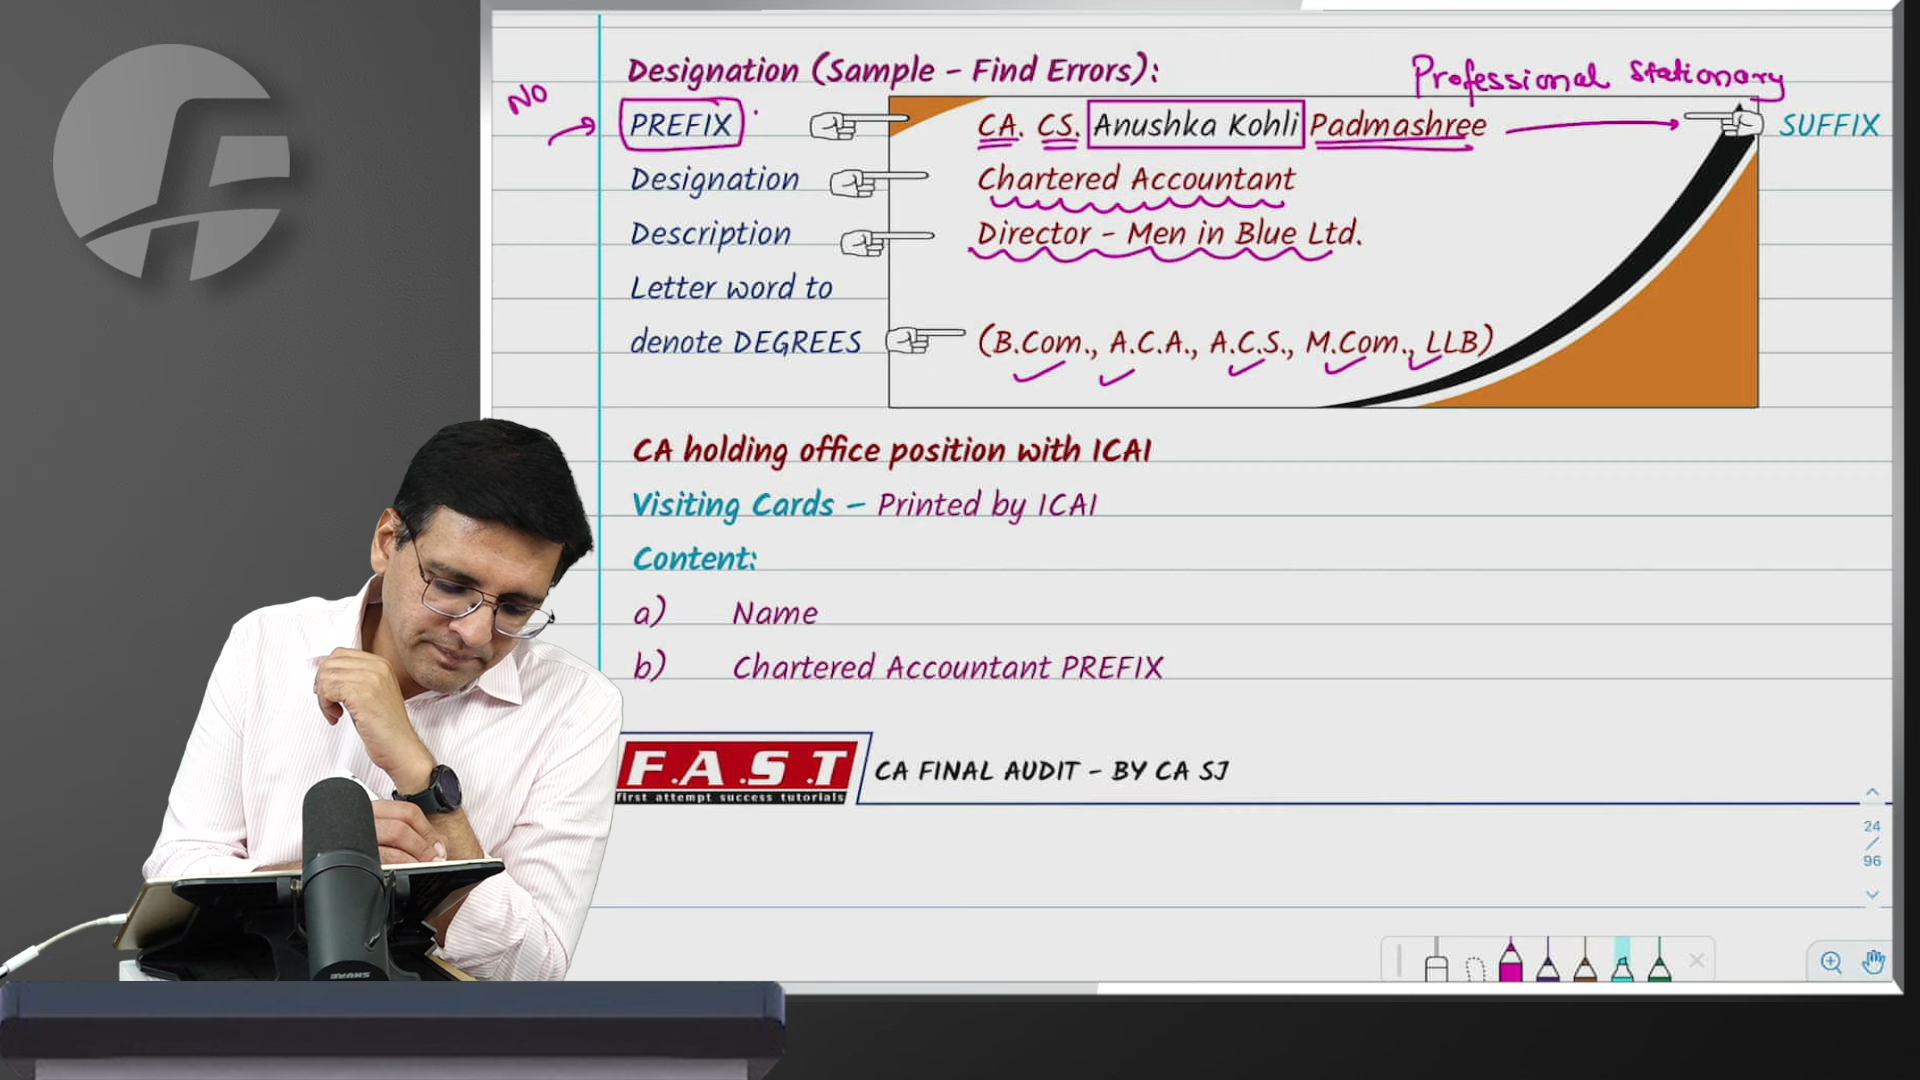 Designation (Sample - Find Errors):
Professional Stationary
NO
PREFIX
CA. CS. Anushka Kohli Padmashree
SUFFIX
Designation
Chartered Accountant
Description
Director - Men in Blue Ltd.
Letter word to
denote DEGREES
(B.Com., A.C.A., A.C.S., M.Com., LLB)
CA holding office position with ICAI
Visiting Cards – Printed by ICAI
Content:
a) Name
b) Chartered Accountant PREFIX
F.A.S.T
first attempt success tutorials
CA FINAL AUDIT - BY CA SJ
24
/
96
SHURE